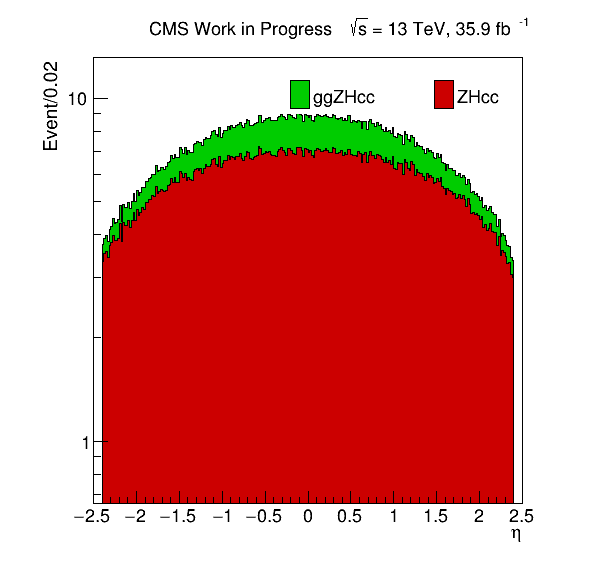 CMS Work in Progress √s = 13 TeV, 35.9 fb -1
Event/0.02
10
ggZHcc
ZHcc
1
−2.5 −2 −1.5 −1 −0.5 0 0.5 1 1.5 2 2.5
η